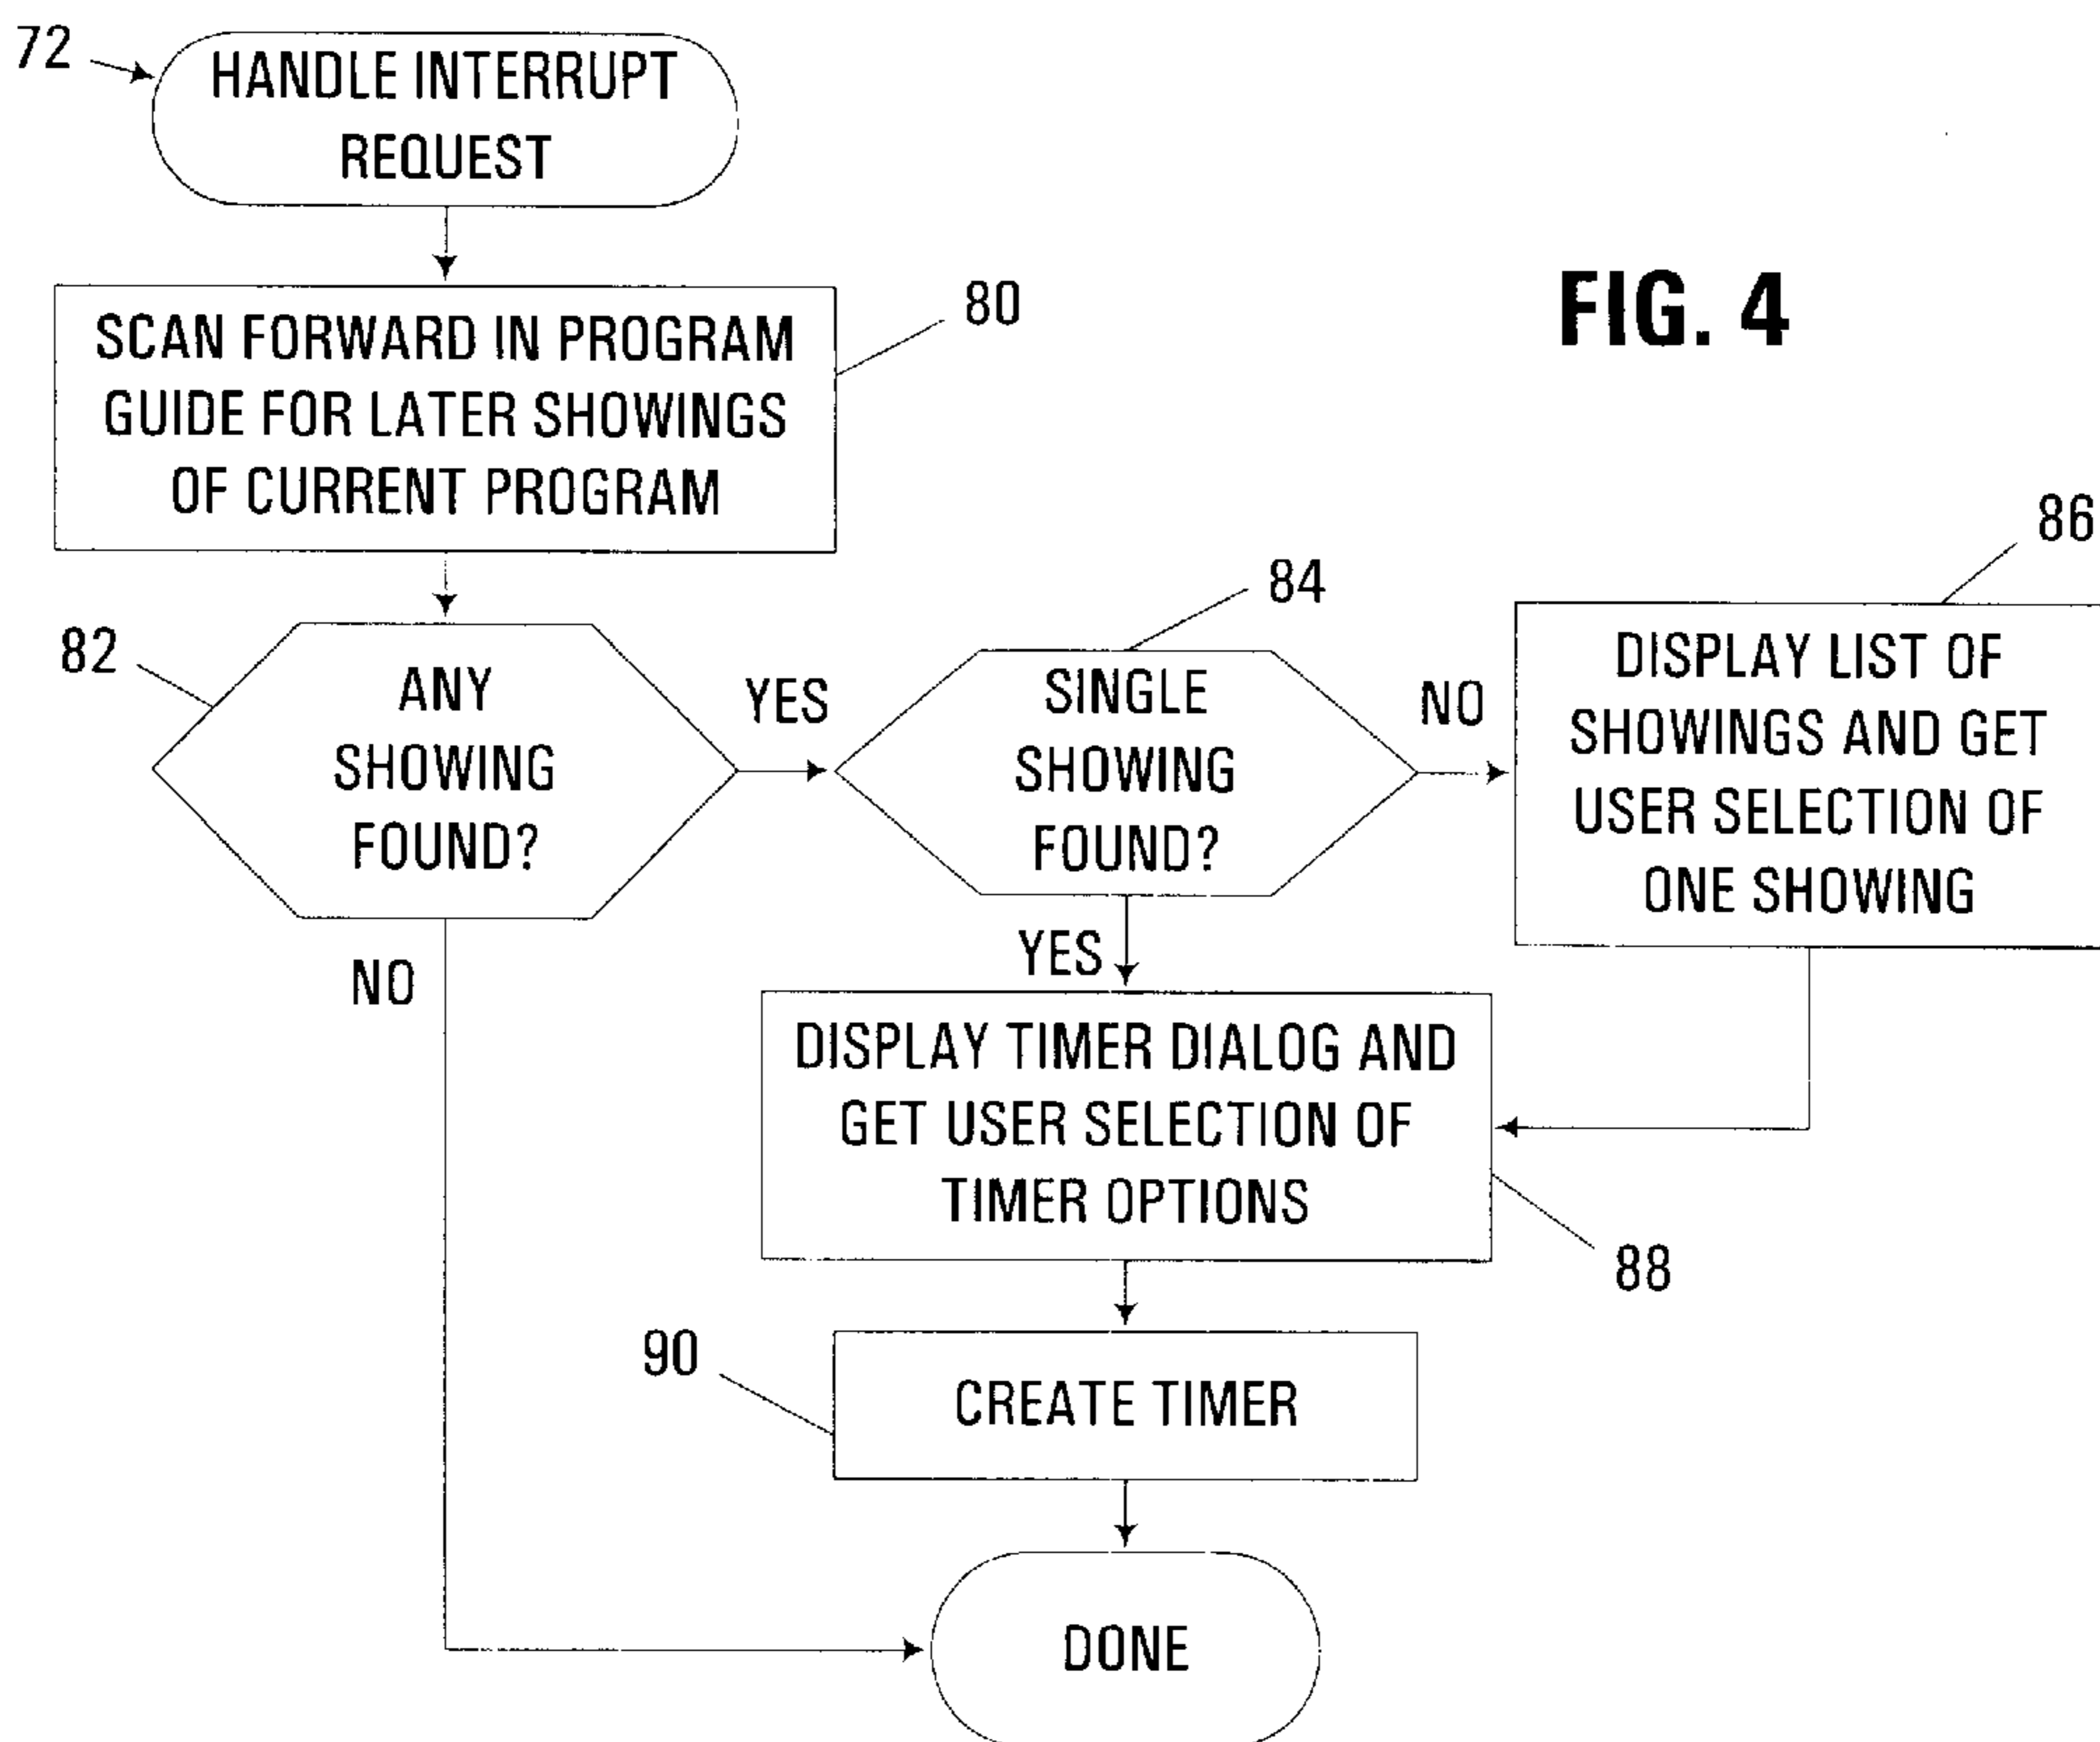 72
HANDLE INTERRUPT
REQUEST
FIG. 4
80
SCAN FORWARD IN PROGRAM
GUIDE FOR LATER SHOWINGS
OF CURRENT PROGRAM
82
ANY
SHOWING
FOUND?
YES
NO
84
SINGLE
SHOWING
FOUND?
NO
YES
86
DISPLAY LIST OF
SHOWINGS AND GET
USER SELECTION OF
ONE SHOWING
DISPLAY TIMER DIALOG AND
GET USER SELECTION OF
TIMER OPTIONS
88
90
CREATE TIMER
DONE